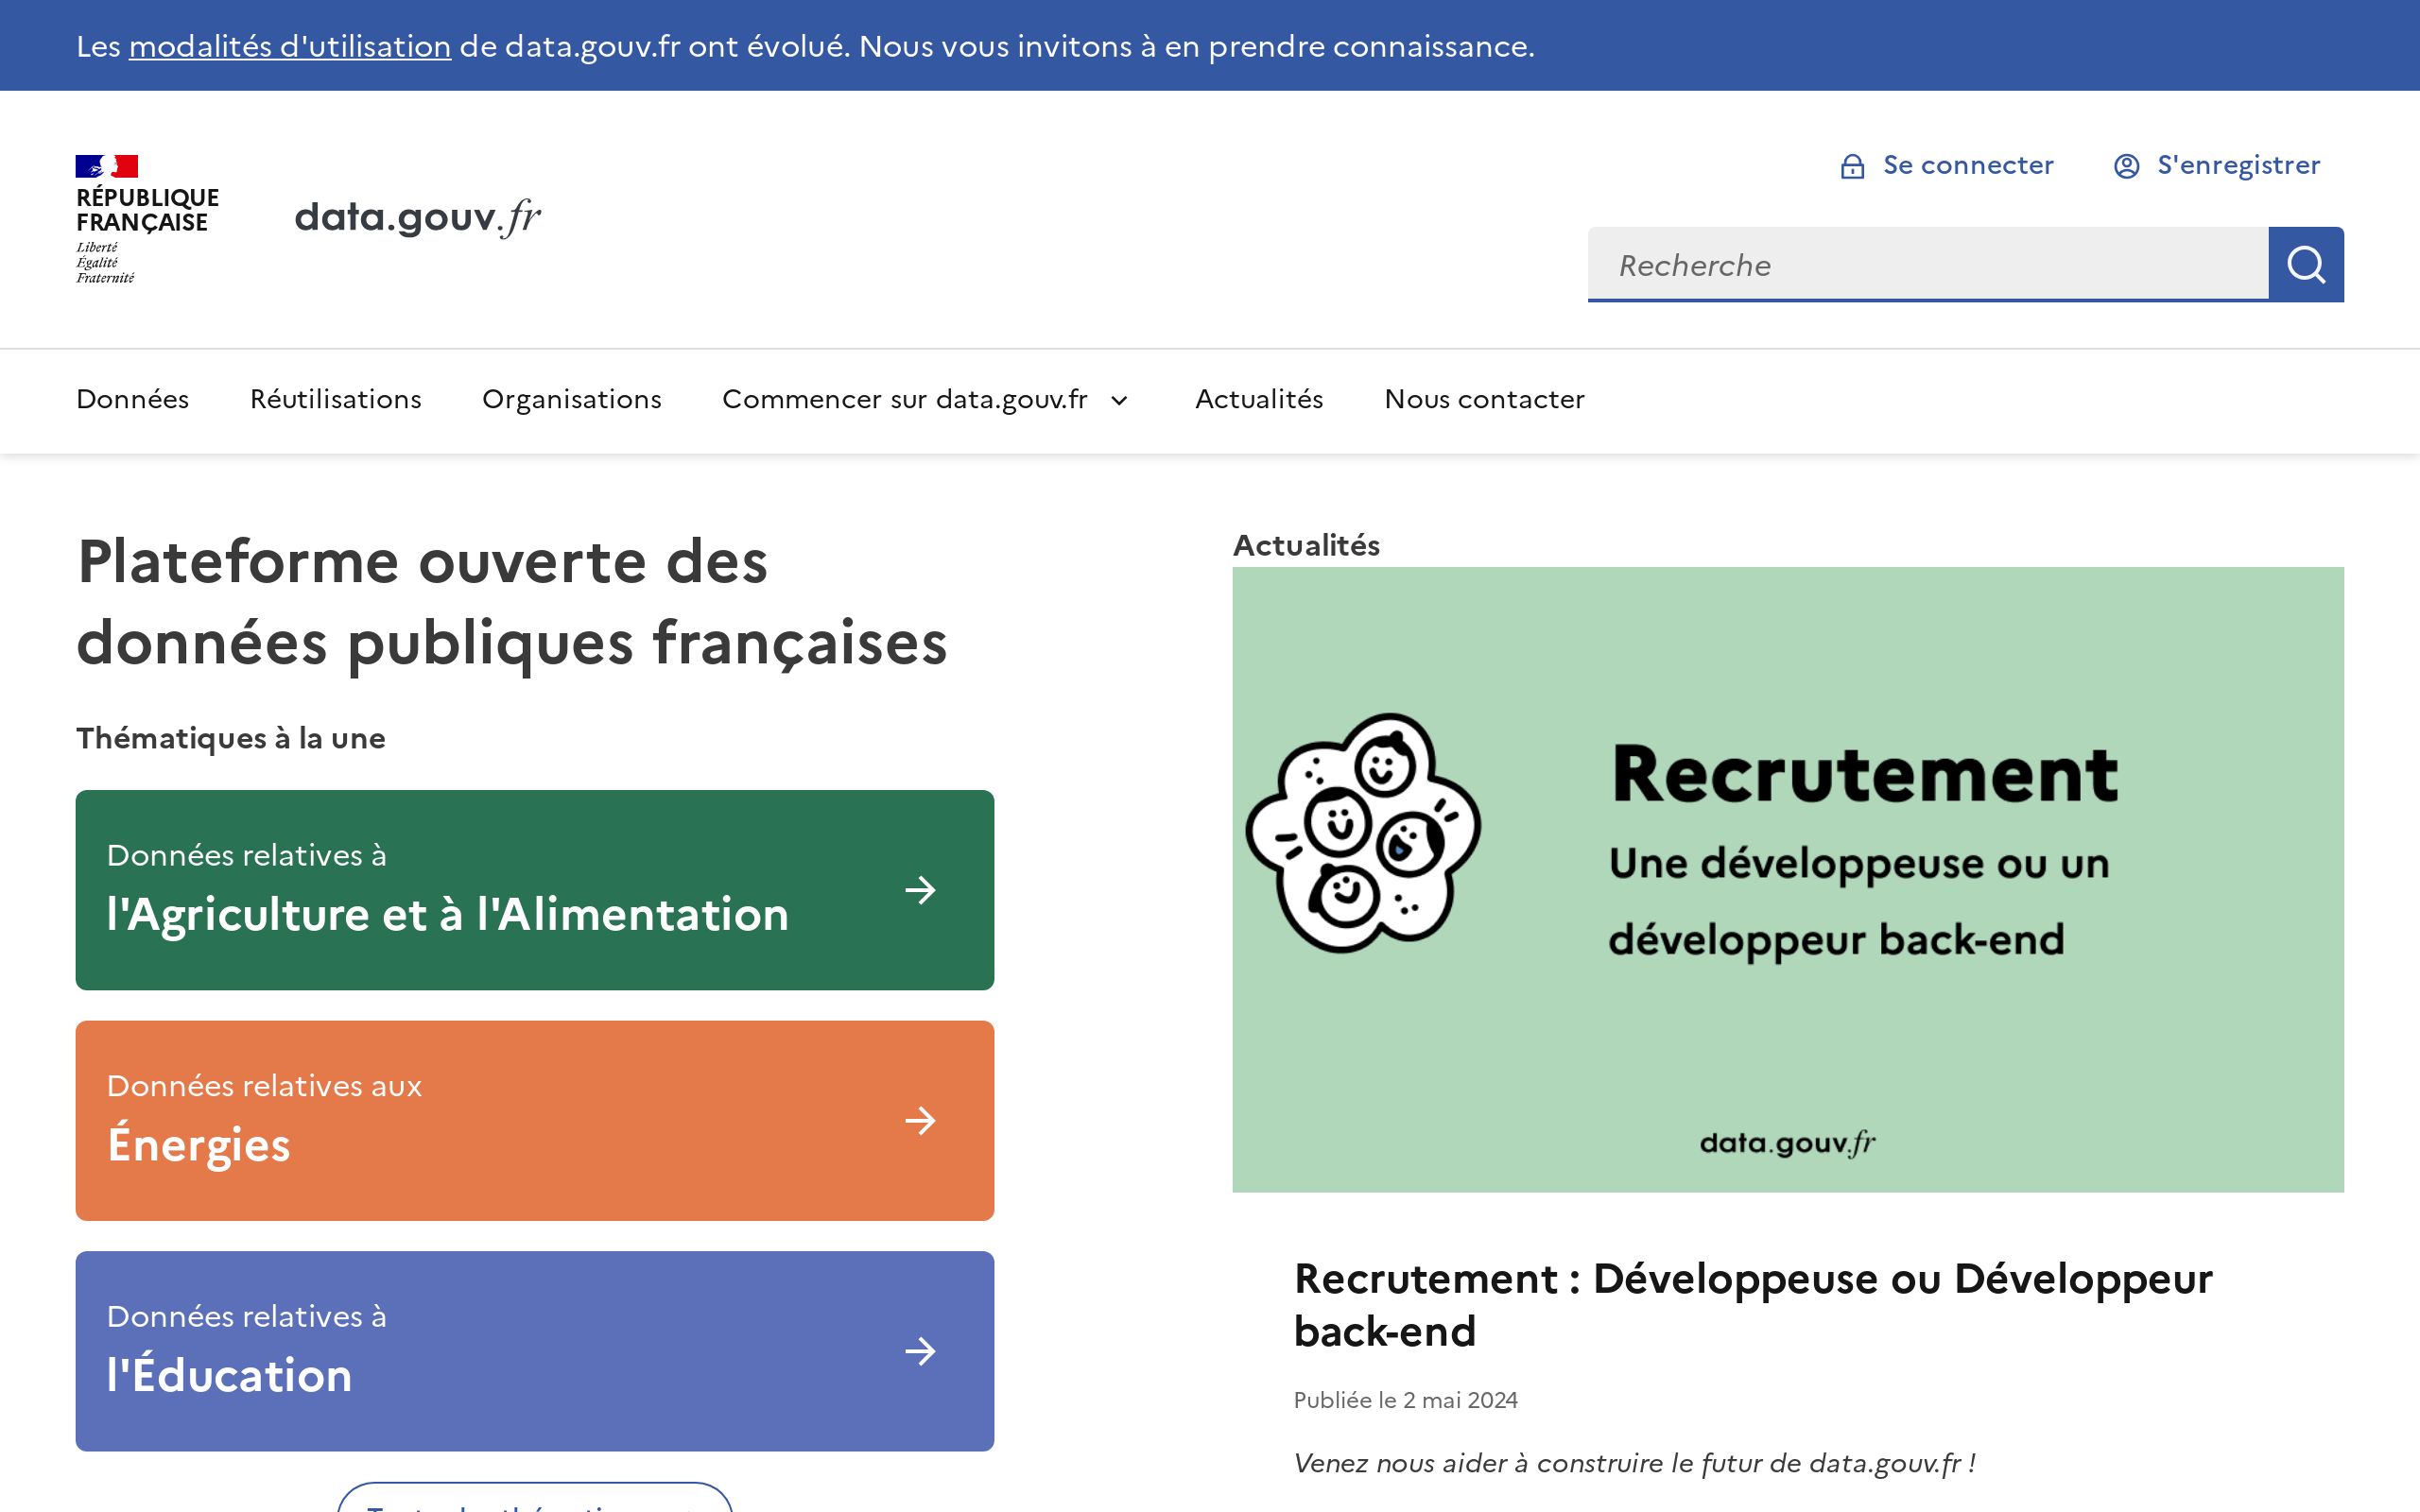 Les modalités d'utilisation de data.gouv.fr ont évolué. Nous vous invitons à en prendre connaissance.
RÉPUBLIQUE
FRANÇAISE
Liberté
Égalité
Fraternité
data.gouv.fr
Se connecter
S'enregistrer
Recherche
Données
Réutilisations
Organisations
Commencer sur data.gouv.fr
Actualités
Nous contacter
Plateforme ouverte des
données publiques françaises
Thématiques à la une
Données relatives à
l'Agriculture et à l'Alimentation
Données relatives aux
Énergies
Données relatives à
l'Éducation
Actualités
Recrutement
Une développeuse ou un
développeur back-end
data.gouv.fr
Recrutement : Développeuse ou Développeur
back-end
Publiée le 2 mai 2024
Venez nous aider à construire le futur de data.gouv.fr !